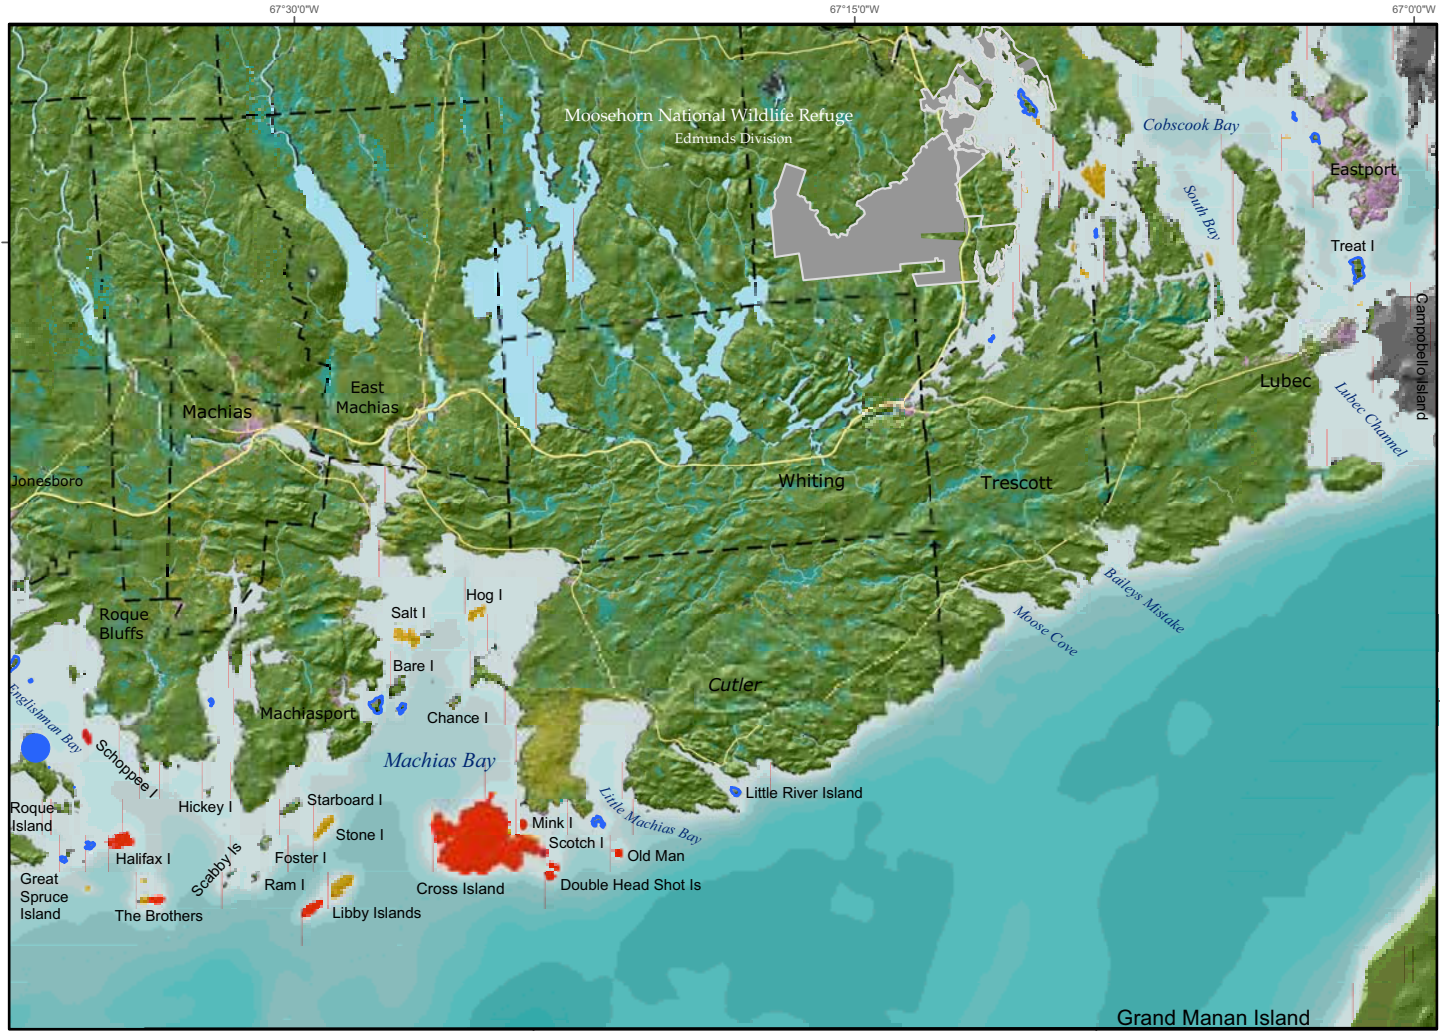 67°30'0"W
67°15'0"W
67°0'0"W
Moosehorn National Wildlife Refuge
Edmunds Division
Cobscook Bay
Eastport
South Bay
Treat I
Campobello Island
Lubec
Lubec Channel
East
Machias
Machias
Jonesboro
Whiting
Trescott
Baileys Mistake
Moose Cove
Roque
Bluffs
Hog I
Salt I
Bare I
Chance I
Cutler
Englishman Bay
Machiasport
Machias Bay
Schoppee I
Hickey I
Starboard I
Stone I
Little River Island
Little Machias Bay
Mink I
Scotch I
Old Man
Double Head Shot Is
Cross Island
Roque
Island
Halifax I
Scabby Is
Foster I
Ram I
Libby Islands
Great
Spruce
Island
The Brothers
Grand Manan Island